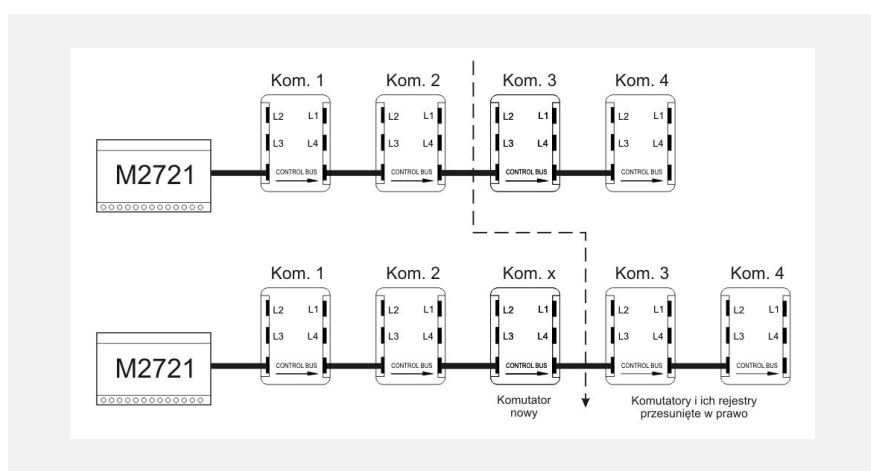 Kom. 1 Kom. 2 Kom. 3 Kom. 4
L2 L1 L2 L1 L2 L1 L2 L1
L3 L4 L3 L4 L3 L4 L3 L4
M2721 CONTROL BUS CONTROL BUS CONTROL BUS CONTROL BUS
Kom. 1 Kom. 2 Kom. x Kom. 3 Kom. 4
L2 L1 L2 L1 L2 L1 L2 L1 L2 L1
L3 L4 L3 L4 L3 L4 L3 L4 L3 L4
M2721 CONTROL BUS CONTROL BUS CONTROL BUS CONTROL BUS CONTROL BUS
Komutator
nowy
Komutatory i ich rejestry
przesunięte w prawo